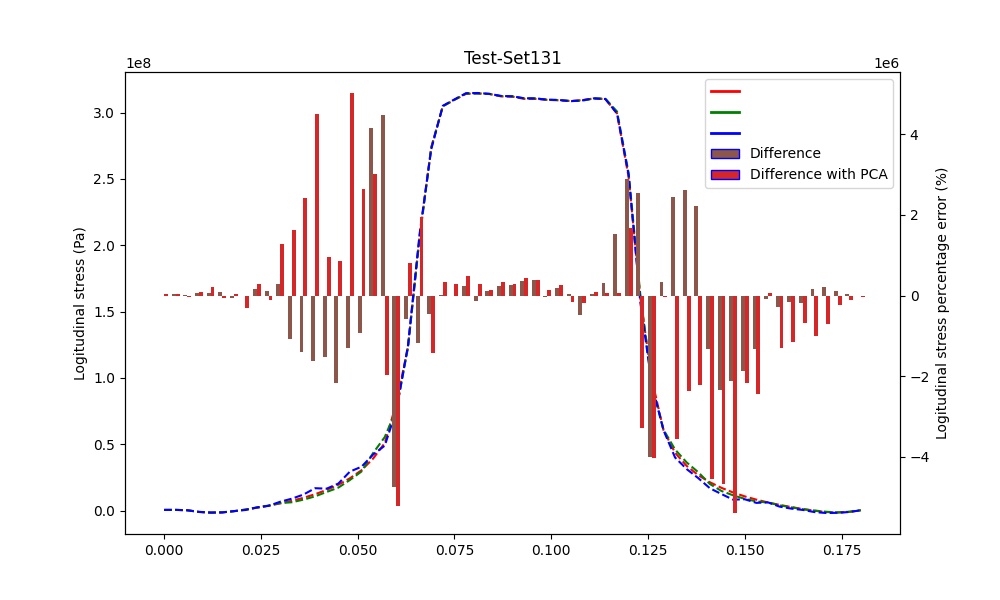 Test-Set131
1e8
1e6
3.0
2.5
2.0
1.5
1.0
0.5
0.0
Logitudinal stress (Pa)
4
2
0
−2
−4
Logitudinal stress percentage error (%)
Difference
Difference with PCA
0.000
0.025
0.050
0.075
0.100
0.125
0.150
0.175